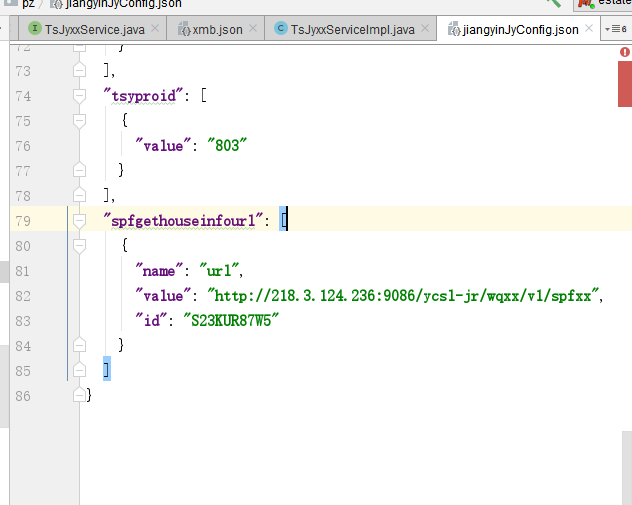 pz jiangyinJyConfig.json estate
TsJyxxService.java xmb.json TsJyxxServiceImpl.java jiangyinJyConfig.json 6
72 }
73 ],
74 "tsyproid": [
75 {
76 "value": "803"
77 }
78 ],
79 "spfgethouseinfourl": [
80 {
81 "name": "url",
82 "value": "http://218.3.124.236:9086/ycsl-jr/wqxx/v1/spfxx",
83 "id": "S23KUR87W5"
84 }
85 ]
86 }